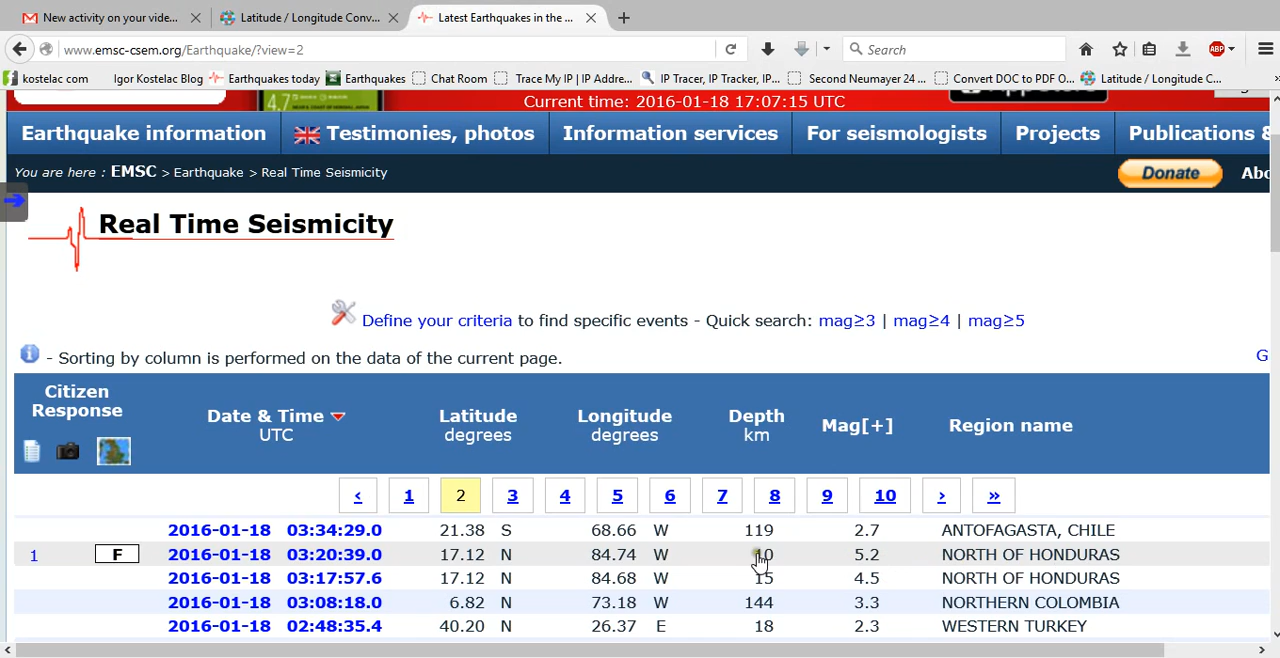 New activity on your vide...
Latitude / Longitude Conv...
Latest Earthquakes in the ...
www.emsc-csem.org/Earthquake/?view=2
Search
ABP
kostelac com
Igor Kostelac Blog
Earthquakes today
Earthquakes
Chat Room
Trace My IP | IP Addre...
IP Tracer, IP Tracker, IP,...
Second Neumayer 24 ...
Convert DOC to PDF O...
Latitude / Longitude C...
4.7
Current time: 2016-01-18 17:07:15 UTC
Earthquake information
Testimonies, photos
Information services
For seismologists
Projects
Publications &
You are here : EMSC > Earthquake > Real Time Seismicity
Donate
Abo
Real Time Seismicity
Define your criteria to find specific events - Quick search: mag≥3 | mag≥4 | mag≥5
- Sorting by column is performed on the data of the current page.
G
Citizen
Response
Date & Time
UTC
Latitude
degrees
Longitude
degrees
Depth
km
Mag[+]
Region name
‹ 1 2 3 4 5 6 7 8 9 10 › »
2016-01-18 03:34:29.0 21.38 S 68.66 W 119 2.7 ANTOFAGASTA, CHILE
1 F 2016-01-18 03:20:39.0 17.12 N 84.74 W 10 5.2 NORTH OF HONDURAS
2016-01-18 03:17:57.6 17.12 N 84.68 W 15 4.5 NORTH OF HONDURAS
2016-01-18 03:08:18.0 6.82 N 73.18 W 144 3.3 NORTHERN COLOMBIA
2016-01-18 02:48:35.4 40.20 N 26.37 E 18 2.3 WESTERN TURKEY